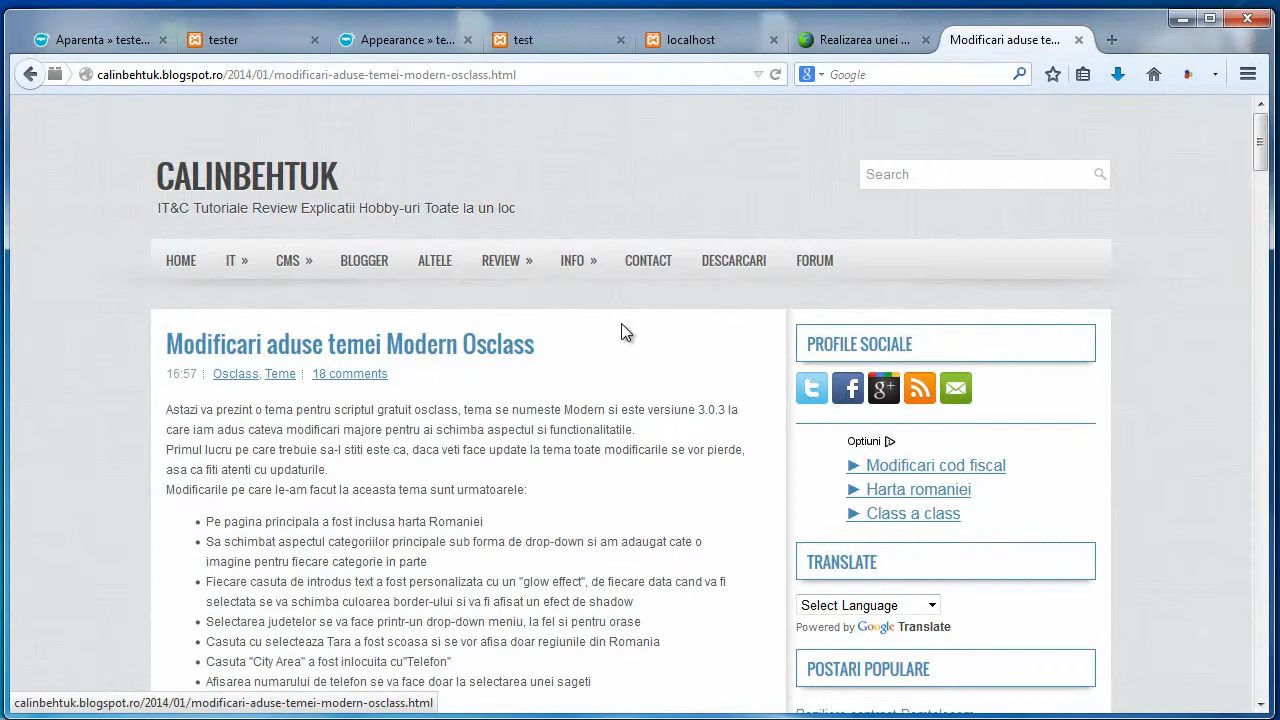 Aparenta » teste...
tester
Appearance » te...
test
localhost
Realizarea unei ...
Modificari aduse te...
calinbehtuk.blogspot.ro/2014/01/modificari-aduse-temei-modern-osclass.html
Google
CALINBEHTUK
IT&C Tutoriale Review Explicatii Hobby-uri Toate la un loc
Search
HOME IT » CMS » BLOGGER ALTELE REVIEW » INFO » CONTACT DESCARCARI FORUM
Modificari aduse temei Modern Osclass
16:57 Osclass, Teme 18 comments
Astazi va prezint o tema pentru scriptul gratuit osclass, tema se numeste Modern si este versiune 3.0.3 la
care iam adus cateva modificari majore pentru ai schimba aspectul si functionalitatile.
Primul lucru pe care trebuie sa-l stiti este ca, daca veti face update la tema toate modificarile se vor pierde,
asa ca fiti atenti cu updaturile.
Modificarile pe care le-am facut la aceasta tema sunt urmatoarele:
• Pe pagina principala a fost inclusa harta Romaniei
• Sa schimbat aspectul categoriilor principale sub forma de drop-down si am adaugat cate o
imagine pentru fiecare categorie in parte
• Fiecare casuta de introdus text a fost personalizata cu un "glow effect", de fiecare data cand va fi
selectata se va schimba culoarea border-ului si va fi afisat un efect de shadow
• Selectarea judetelor se va face printr-un drop-down meniu, la fel si pentru orase
• Casuta cu selecteaza Tara a fost scoasa si se vor afisa doar regiunile din Romania
• Casuta "City Area" a fost inlocuita cu"Telefon"
• Afisarea numarului de telefon se va face doar la selectarea unei sageti
PROFILE SOCIALE
Optiuni
► Modificari cod fiscal
► Harta romaniei
► Class a class
TRANSLATE
Select Language
Powered by Google Translate
POSTARI POPULARE
calinbehtuk.blogspot.ro/2014/01/modificari-aduse-temei-modern-osclass.html